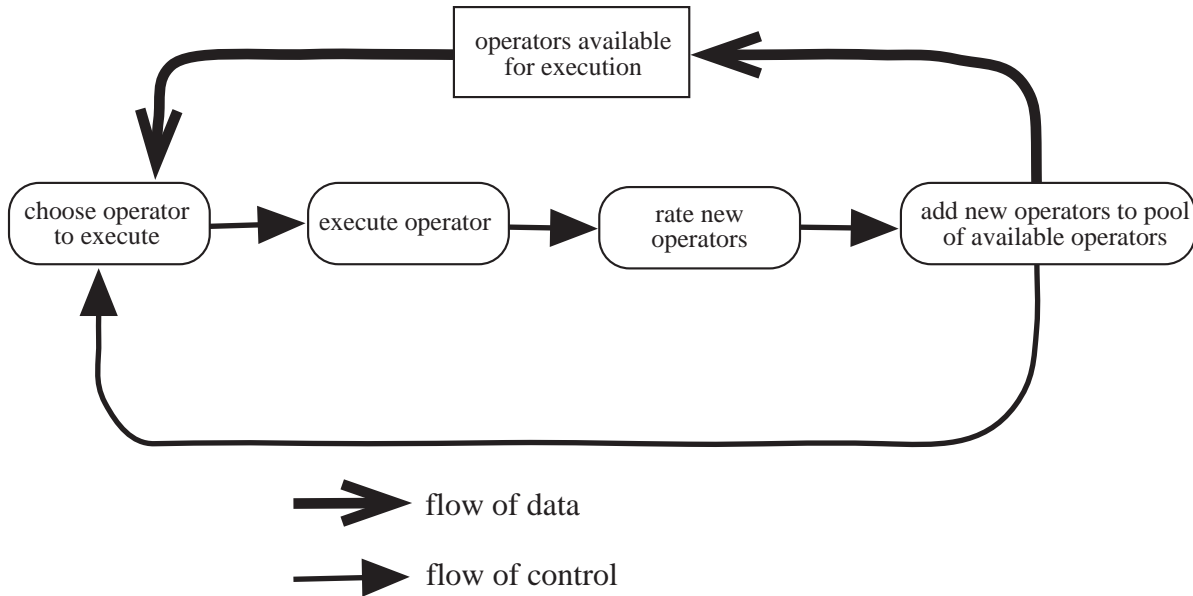 operators available
for execution
choose operator
to execute
execute operator
rate new
operators
add new operators to pool
of available operators
flow of data
flow of control